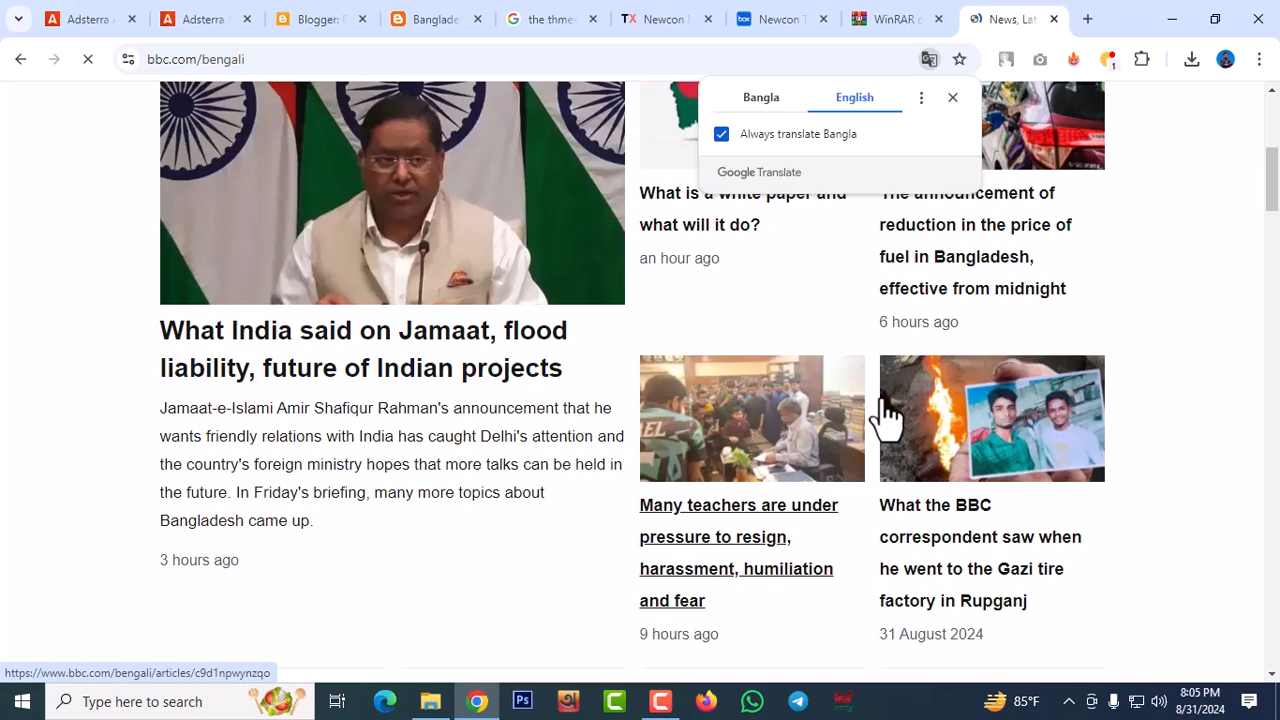 Adsterra A
Adsterra A
Blogger: F
Banglade
the thme
TX Newcon
box Newcon T
WinRAR
News, La
bbc.com/bengali
1
Bangla English
Always translate Bangla
Google Translate
What is a white paper and
what will it do?
an hour ago
The announcement of
reduction in the price of
fuel in Bangladesh,
effective from midnight
6 hours ago
What India said on Jamaat, flood
liability, future of Indian projects
Jamaat-e-Islami Amir Shafiqur Rahman's announcement that he
wants friendly relations with India has caught Delhi's attention and
the country's foreign ministry hopes that more talks can be held in
the future. In Friday's briefing, many more topics about
Bangladesh came up.
3 hours ago
Many teachers are under
pressure to resign,
harassment, humiliation
and fear
9 hours ago
What the BBC
correspondent saw when
he went to the Gazi tire
factory in Rupganj
31 August 2024
https://www.bbc.com/bengali/articles/c9d1npwynzqo
Type here to search
Ps
85°F
8:05 PM
8/31/2024